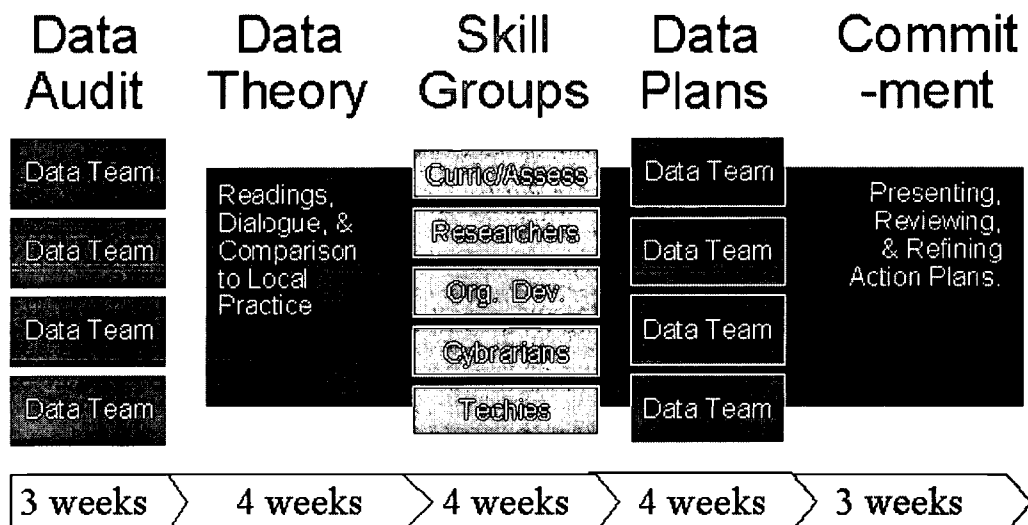 Data Audit
Data Theory
Skill Groups
Data Plans
Commit-ment
Data Team
Data Team
Data Team
Data Team
Readings,
Dialogue, &
Comparison
to Local
Practice
Curric/Assess
Researchers
Org. Dev.
Cybrarians
Techies
Data Team
Data Team
Data Team
Data Team
Presenting,
Reviewing,
& Refining
Action Plans.
3 weeks
4 weeks
4 weeks
4 weeks
3 weeks